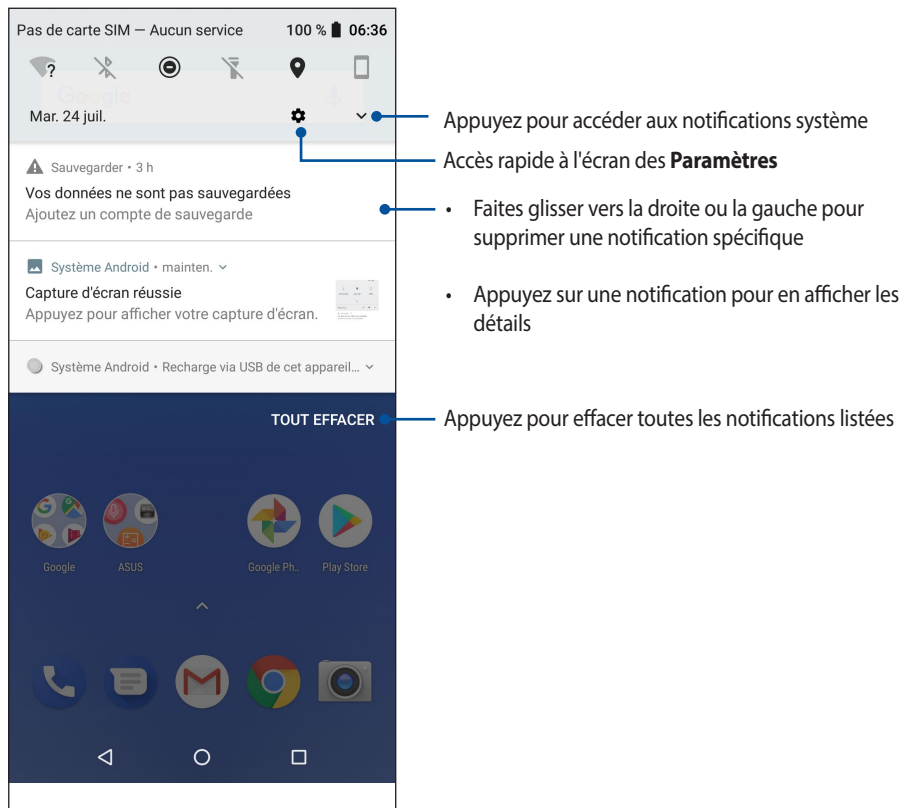 Pas de carte SIM — Aucun service 100 % 06:36
?
Google
Mar. 24 juil.
Appuyez pour accéder aux notifications système
Accès rapide à l'écran des Paramètres
Sauvegarder • 3 h
Vos données ne sont pas sauvegardées
Ajoutez un compte de sauvegarde
• Faites glisser vers la droite ou la gauche pour
supprimer une notification spécifique
Système Android • mainten.
Capture d'écran réussie
Appuyez pour afficher votre capture d'écran.
• Appuyez sur une notification pour en afficher les
détails
Système Android • Recharge via USB de cet appareil…
TOUT EFFACER
Appuyez pour effacer toutes les notifications listées
Google ASUS Google Ph.. Play Store